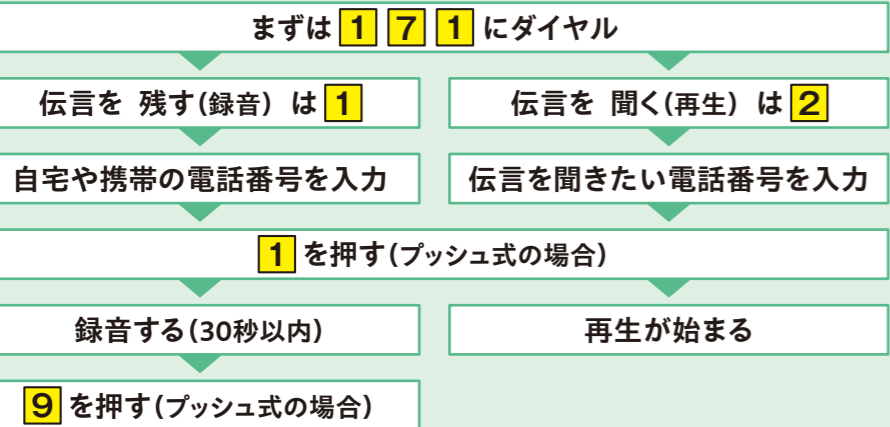 まずは 1 7 1 にダイヤル
伝言を 残す(録音) は 1
伝言を 聞く(再生) は 2
自宅や携帯の電話番号を入力
伝言を聞きたい電話番号を入力
1 を押す(プッシュ式の場合)
録音する(30秒以内)
再生が始まる
9 を押す(プッシュ式の場合)